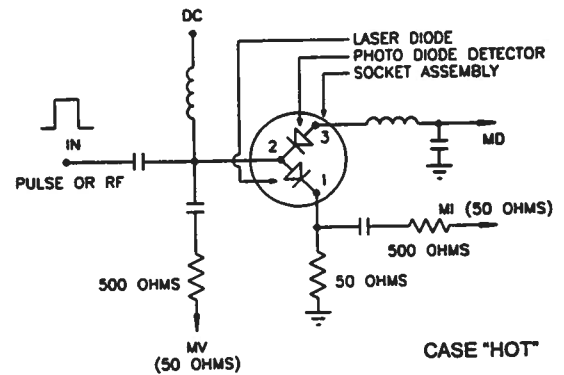 DC
LASER DIODE
PHOTO DIODE DETECTOR
SOCKET ASSEMBLY
IN
PULSE OR RF
2
3
1
MD
MI (50 OHMS)
500 OHMS
50 OHMS
500 OHMS
MV
(50 OHMS)
CASE "HOT"